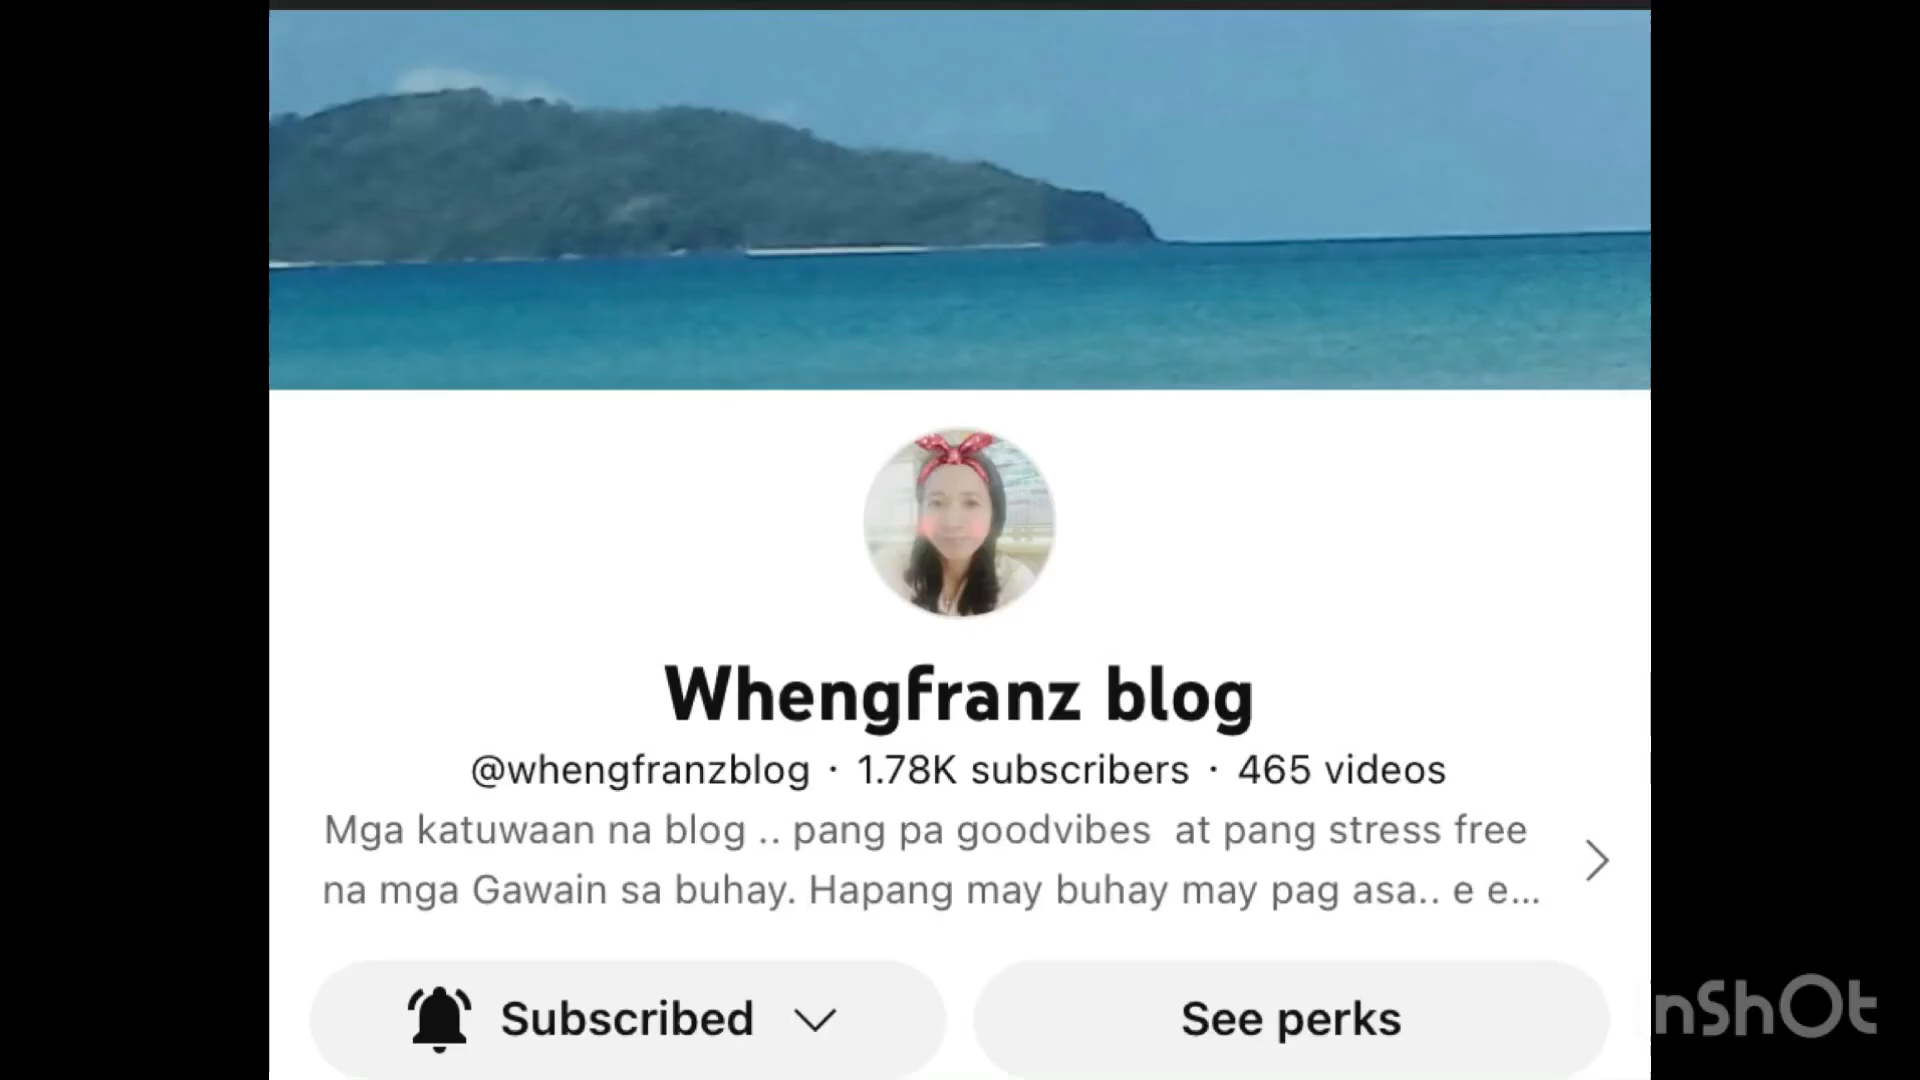 Whengfranz blog
@whengfranzblog · 1.78K subscribers · 465 videos
Mga katuwaan na blog .. pang pa goodvibes at pang stress free
na mga Gawain sa buhay. Hapang may buhay may pag asa.. e e...
Subscribed
See perks
nShOt